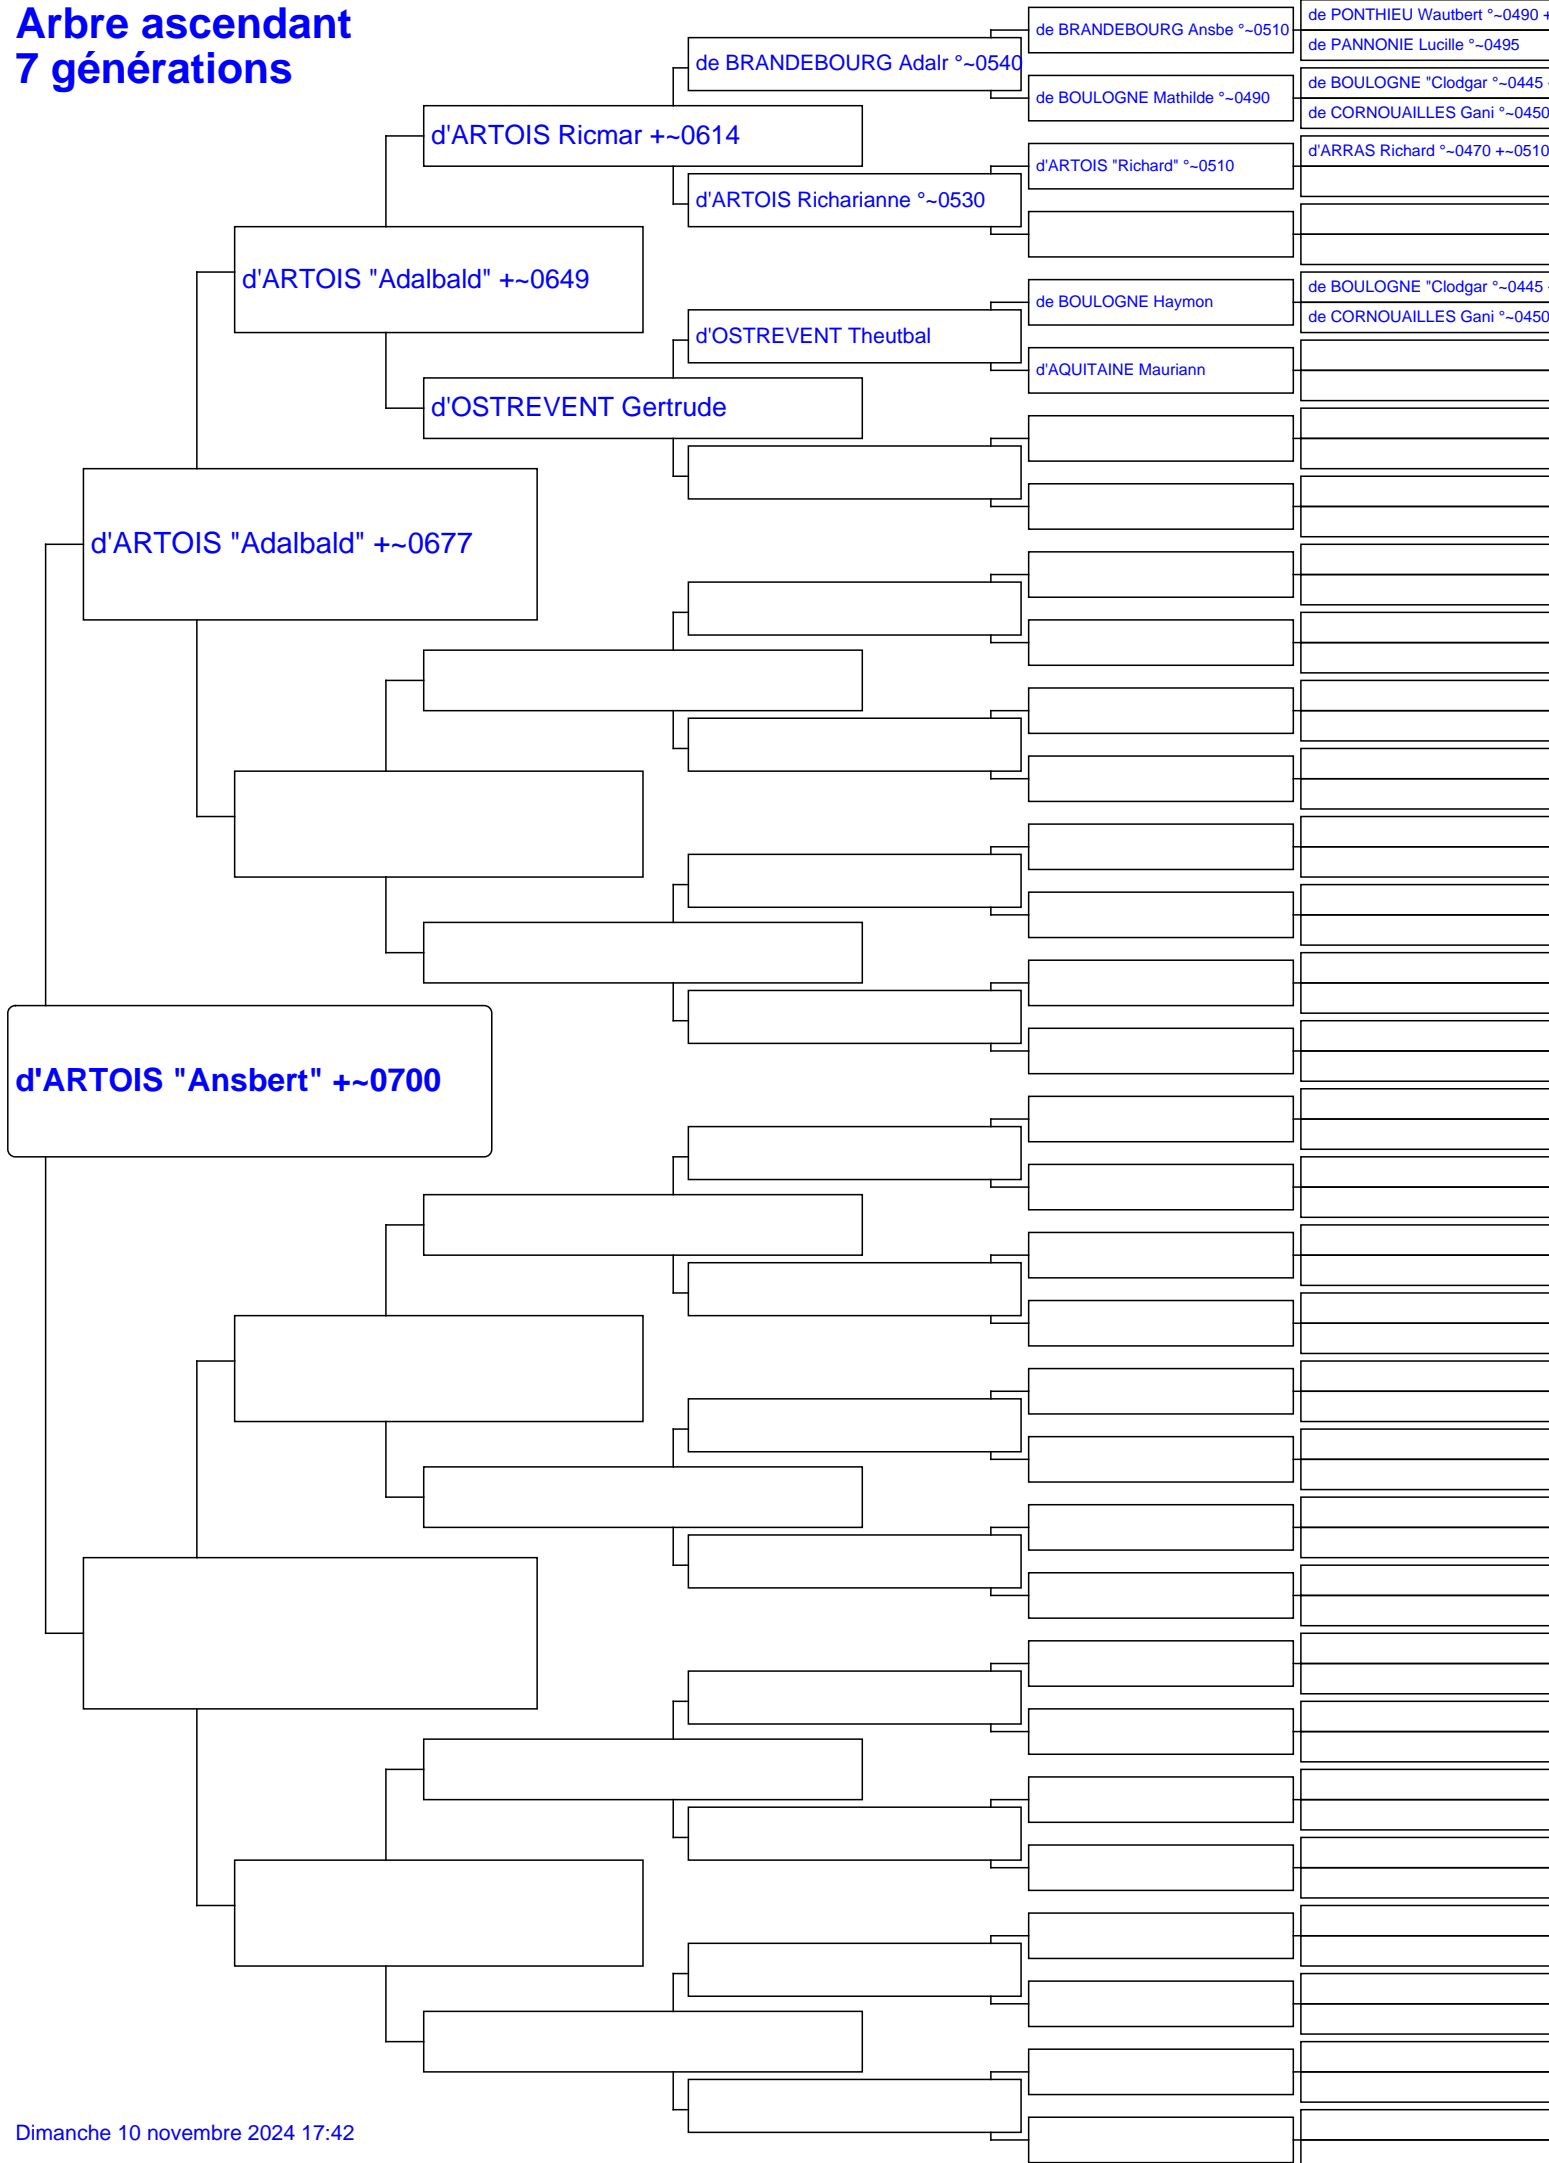 Arbre ascendant
7 générations
de PONTHIEU Wautbert °~0490 +
de BRANDEBOURG Ansbe °~0510
de PANNONIE Lucille °~0495
de BRANDEBOURG Adalr °~0540
de BOULOGNE "Clodgar °~0445
de BOULOGNE Mathilde °~0490
de CORNOUAILLES Gani °~0450
d'ARTOIS Ricmar +~0614
d'ARRAS Richard °~0470 +~0510
d'ARTOIS "Richard" °~0510
d'ARTOIS Richarianne °~0530
d'ARTOIS "Adalbald" +~0649
de BOULOGNE "Clodgar °~0445
de BOULOGNE Haymon
de CORNOUAILLES Gani °~0450
d'OSTREVENT Theutbal
d'AQUITAINE Mauriann
d'OSTREVENT Gertrude
d'ARTOIS "Adalbald" +~0677
d'ARTOIS "Ansbert" +~0700
Dimanche 10 novembre 2024 17:42